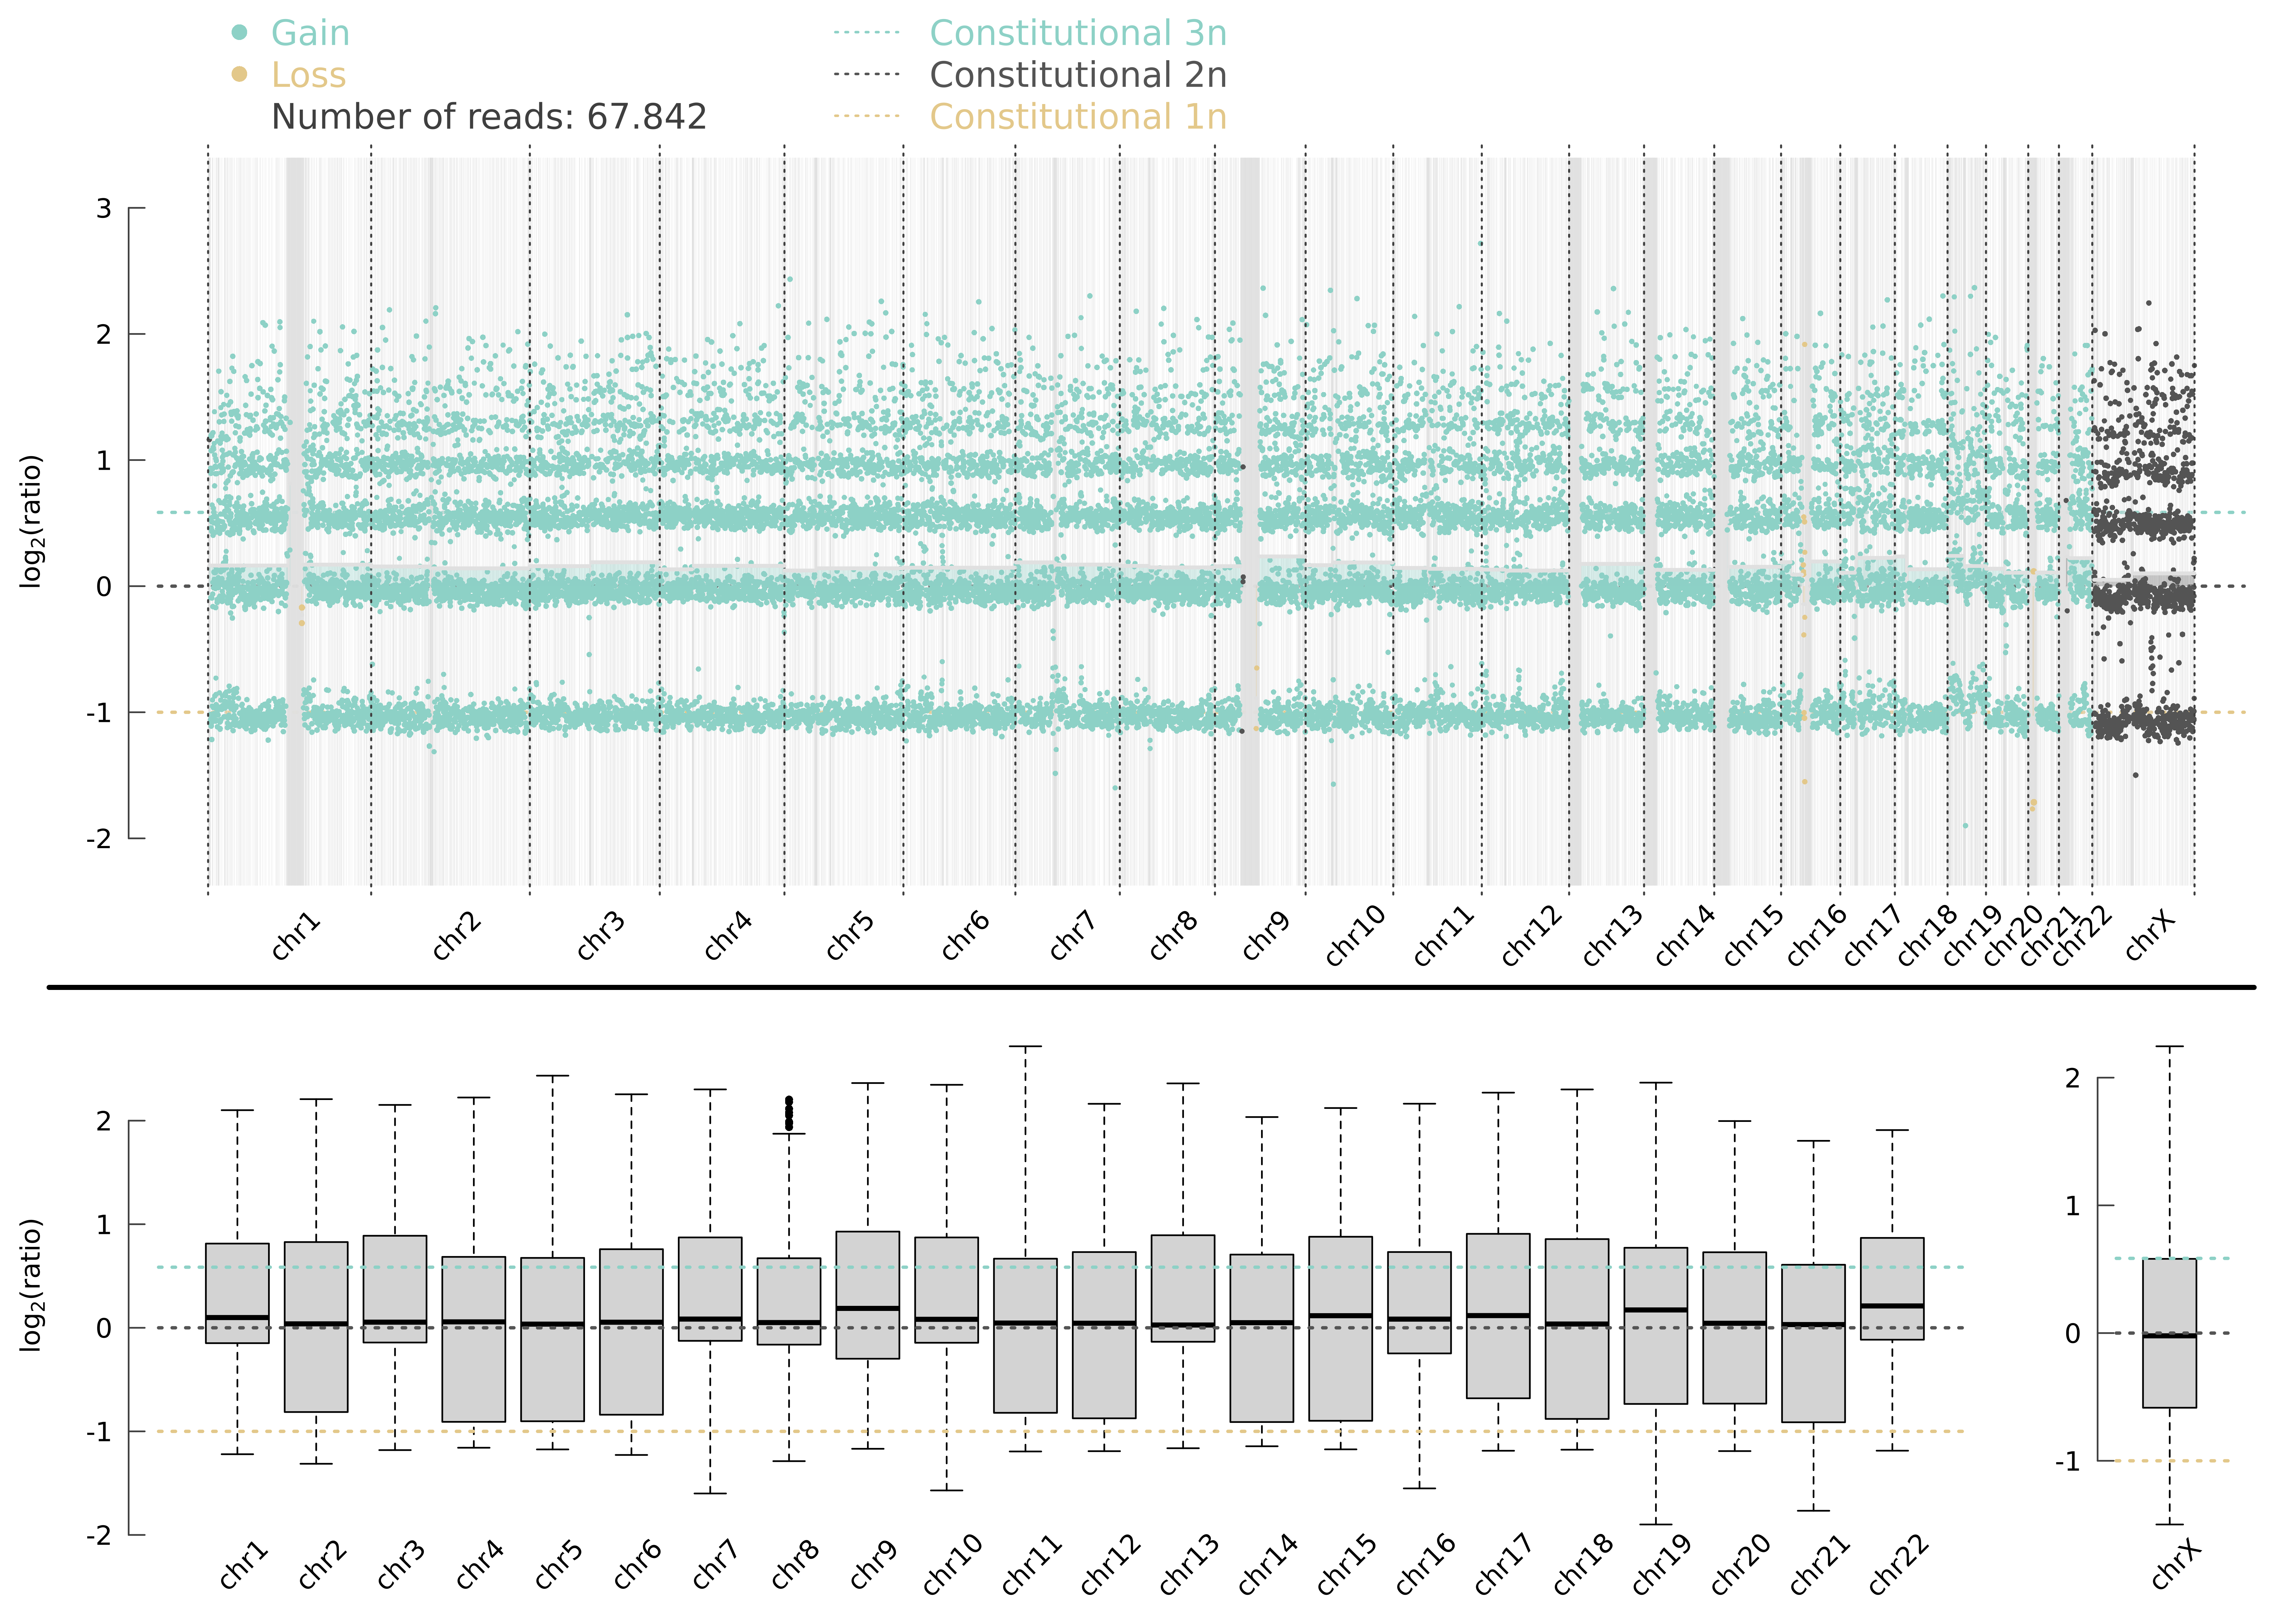 Gain
Loss
Number of reads: 67.842
Constitutional 3n
Constitutional 2n
Constitutional 1n
log2(ratio)
3
2
1
0
-1
-2
chr1 chr2 chr3 chr4 chr5 chr6 chr7 chr8 chr9 chr10 chr11 chr12 chr13 chr14 chr15 chr16 chr17 chr18 chr19 chr20 chr21 chr22 chrX
log2(ratio)
2
1
0
-1
-2
chr1 chr2 chr3 chr4 chr5 chr6 chr7 chr8 chr9 chr10 chr11 chr12 chr13 chr14 chr15 chr16 chr17 chr18 chr19 chr20 chr21 chr22
2
1
0
-1
chrX